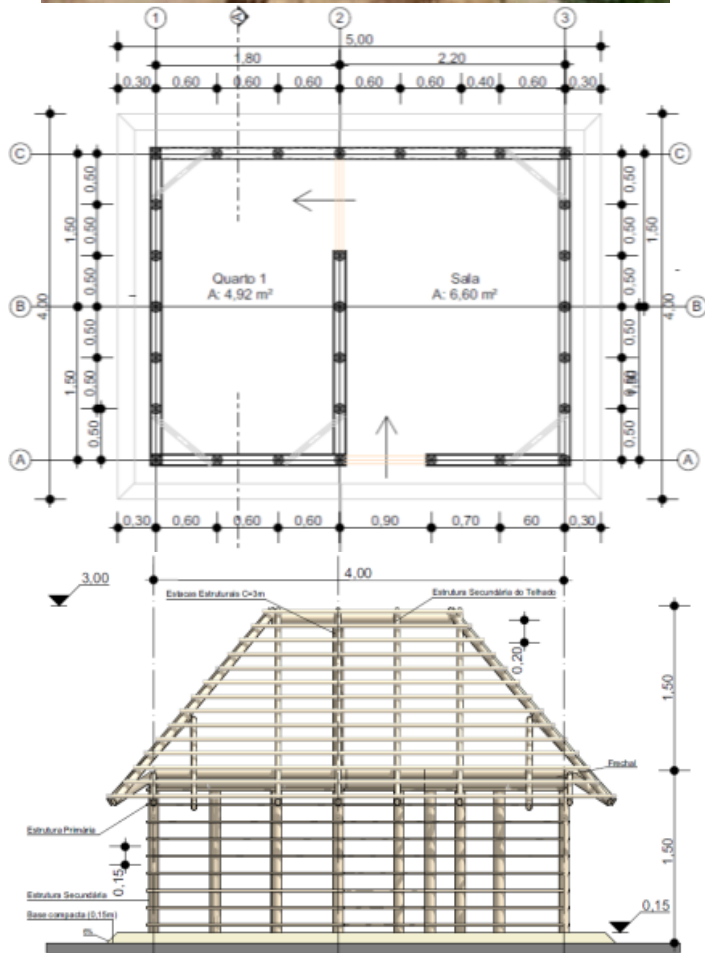 1
A
2
3
5,00
1,80
2,20
0.30 0.60 0.60 0.60 0.60 0.60 0.40 0.60 0.30
C
C
0,50
0,50
0,50
0,50
0,50
0,50
1,50
1,50
4,00
Quarto 1
A: 4,92 m²
Sala
A: 6,60 m²
B
B
0,50
0,50
0,50
0,50
0,50
1,50
4,00
1,50
A
A
0,30 0,60 0,60 0,60 0,90 0,70 60 0,30
4,00
3,00
Estacas Estruturais C=3m
Estrutura Secundária do Telhado
0,20
1,50
Frechal
Estrutura Primária
0,15
1,50
Estrutura Secundária
Base compacta (0,15m)
0,15